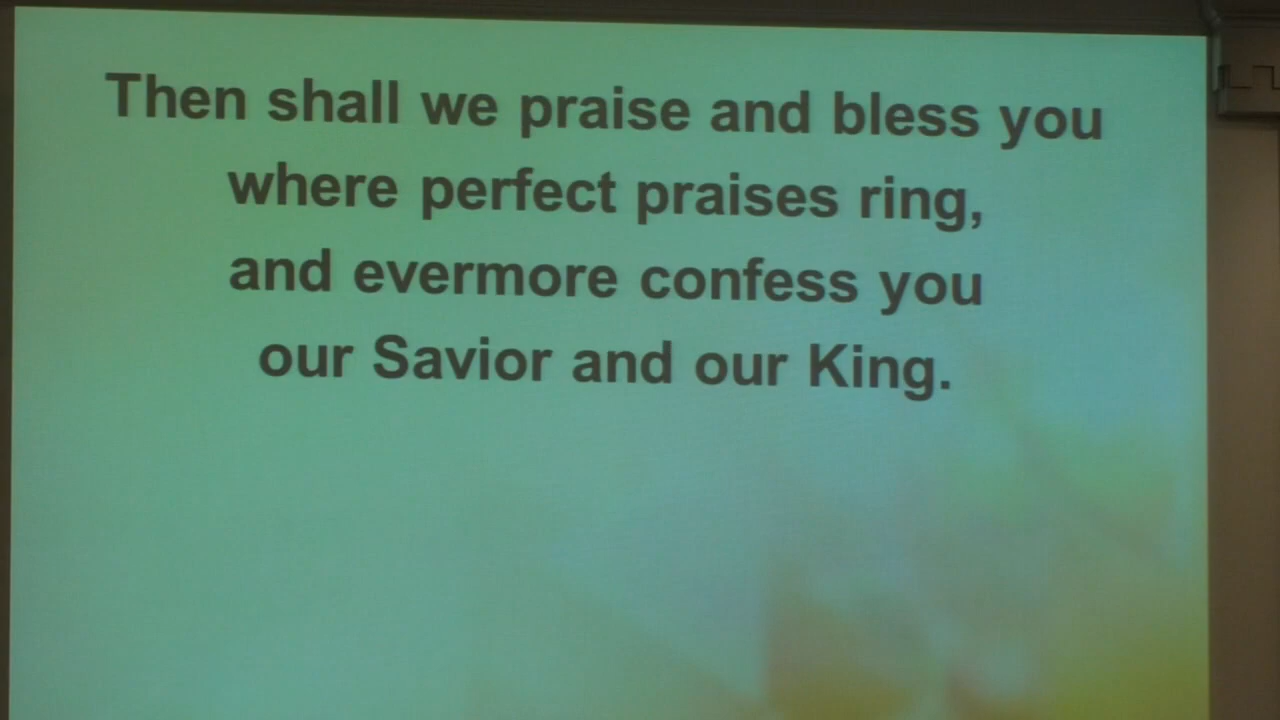 Then shall we praise and bless you
where perfect praises ring,
and evermore confess you
our Savior and our King.